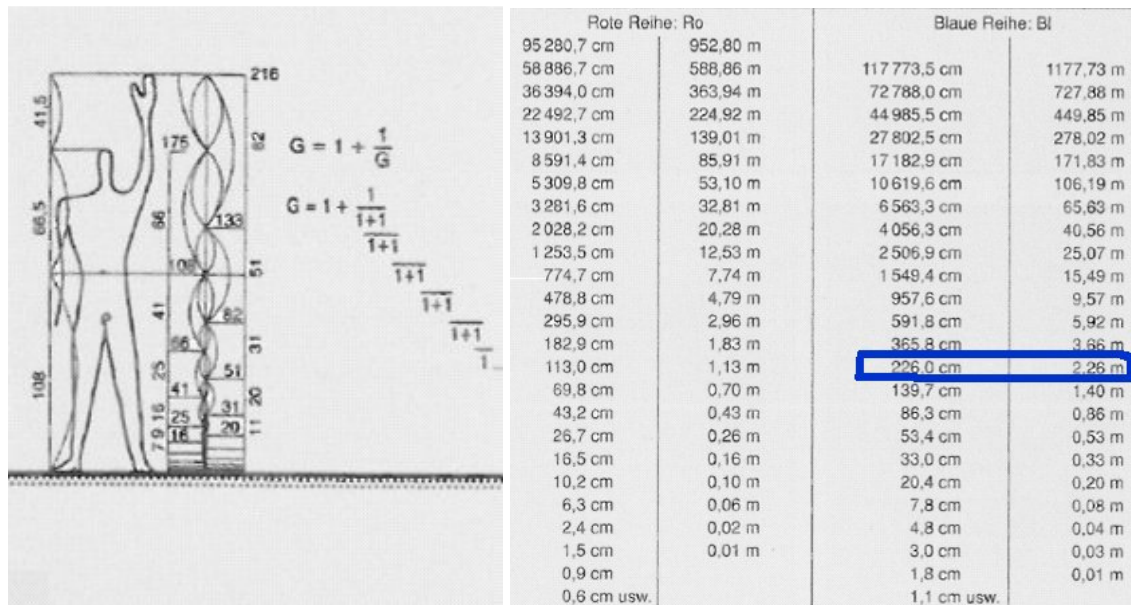 216
41,5
175
82
G = 1 + 1/G
66,5
66
133
G = 1 + 1
1+1
1+1
1+1
1+1
1+1
1
108
51
41
82
66
31
25
51
108
41
20
16
25
31
11
9
16
20
7
Rote Reihe: Ro Blaue Reihe: Bl
95 280,7 cm 952,80 m
58 886,7 cm 588,86 m 117 773,5 cm 1177,73 m
36 394,0 cm 363,94 m 72 788,0 cm 727,88 m
22 492,7 cm 224,92 m 44 985,5 cm 449,85 m
13 901,3 cm 139,01 m 27 802,5 cm 278,02 m
8 591,4 cm 85,91 m 17 182,9 cm 171,83 m
5 309,8 cm 53,10 m 10 619,6 cm 106,19 m
3 281,6 cm 32,81 m 6 563,3 cm 65,63 m
2 028,2 cm 20,28 m 4 056,3 cm 40,56 m
1 253,5 cm 12,53 m 2 506,9 cm 25,07 m
774,7 cm 7,74 m 1 549,4 cm 15,49 m
478,8 cm 4,79 m 957,6 cm 9,57 m
295,9 cm 2,96 m 591,8 cm 5,92 m
182,9 cm 1,83 m 365,8 cm 3,66 m
113,0 cm 1,13 m 226,0 cm 2,26 m
69,8 cm 0,70 m 139,7 cm 1,40 m
43,2 cm 0,43 m 86,3 cm 0,86 m
26,7 cm 0,26 m 53,4 cm 0,53 m
16,5 cm 0,16 m 33,0 cm 0,33 m
10,2 cm 0,10 m 20,4 cm 0,20 m
6,3 cm 0,06 m 7,8 cm 0,08 m
2,4 cm 0,02 m 4,8 cm 0,04 m
1,5 cm 0,01 m 3,0 cm 0,03 m
0,9 cm 1,8 cm 0,01 m
0,6 cm usw. 1,1 cm usw.